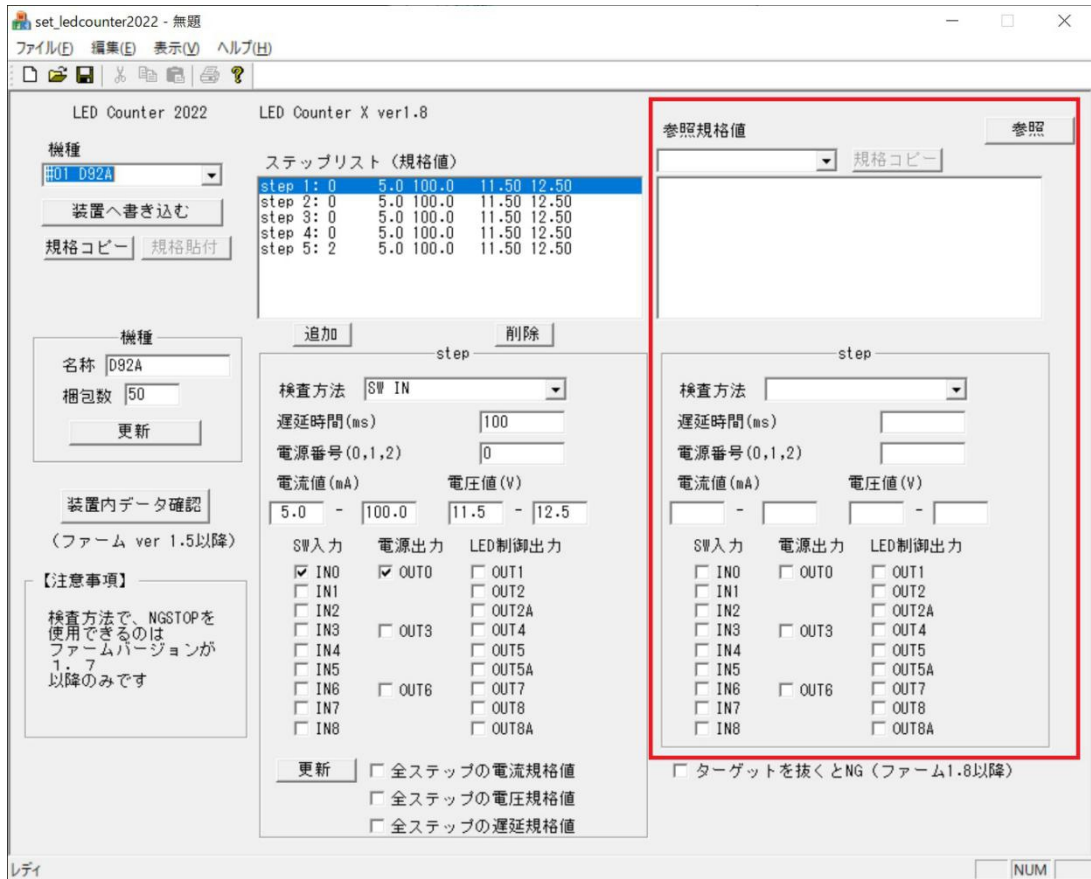 set_ledcounter2022 - 無題
ファイル(F) 編集(E) 表示(V) ヘルプ(H)
LED Counter 2022
LED Counter X ver1.8
機種
#01 D92A
装置へ書き込む
規格コピー 規格貼付
ステップリスト（規格値）
step 1: 0 5.0 100.0 11.50 12.50
step 2: 0 5.0 100.0 11.50 12.50
step 3: 0 5.0 100.0 11.50 12.50
step 4: 0 5.0 100.0 11.50 12.50
step 5: 2 5.0 100.0 11.50 12.50
追加 削除
参照規格値 参照
規格コピー
機種
名称 D92A
梱包数 50
更新
装置内データ確認
(ファーム ver 1.5以降)
【注意事項】
検査方法で、NGSTOPを
使用できるのは
ファームバージョンが
１．７
以降のみです
step
検査方法 SW IN
遅延時間(ms) 100
電源番号(0,1,2) 0
電流値(mA) 電圧値(V)
5.0 - 100.0 11.5 - 12.5
SW入力 電源出力 LED制御出力
IN0 OUT0 OUT1
IN1 OUT2
IN2 OUT2A
IN3 OUT3 OUT4
IN4 OUT5
IN5 OUT5A
IN6 OUT6 OUT7
IN7 OUT8
IN8 OUT8A
更新 全ステップの電流規格値
全ステップの電圧規格値
全ステップの遅延規格値
step
検査方法
遅延時間(ms)
電源番号(0,1,2)
電流値(mA) 電圧値(V)
- -
SW入力 電源出力 LED制御出力
IN0 OUT0 OUT1
IN1 OUT2
IN2 OUT2A
IN3 OUT3 OUT4
IN4 OUT5
IN5 OUT5A
IN6 OUT6 OUT7
IN7 OUT8
IN8 OUT8A
ターゲットを抜くとNG（ファーム1.8以降）
レディ NUM